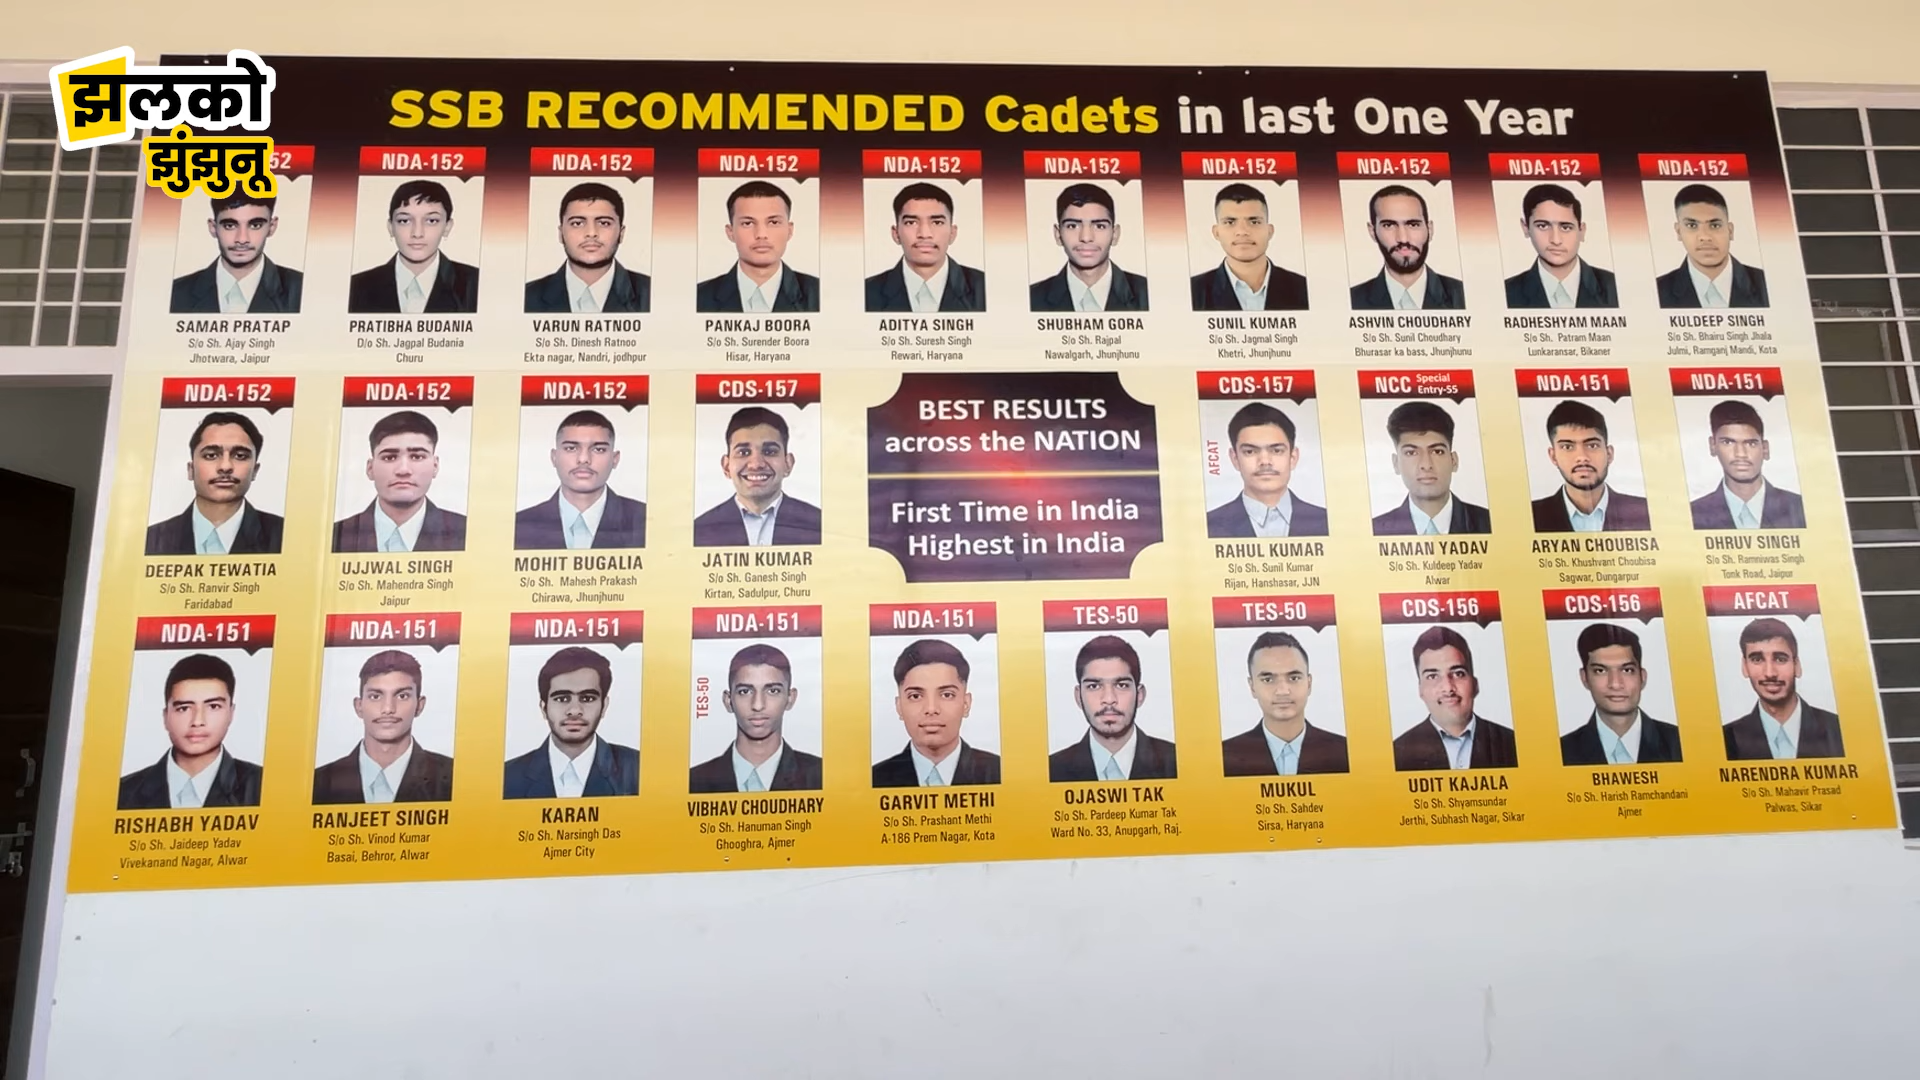 झलको
झुंझुनू
SSB RECOMMENDED Cadets in last One Year
52
SAMAR PRATAP
S/o Sh. Ajay Singh
Jhotwara, Jaipur
NDA-152
PRATIBHA BUDANIA
D/o Sh. Jagpal Budania
Churu
NDA-152
VARUN RATNOO
S/o Sh. Dinesh Ratnoo
Ekta nagar, Nandri, jodhpur
NDA-152
PANKAJ BOORA
S/o Sh. Surender Boora
Hisar, Haryana
NDA-152
ADITYA SINGH
S/o Sh. Suresh Singh
Rewari, Haryana
NDA-152
SHUBHAM GORA
S/o Sh. Rajpal
Nawalgarh, Jhunjhunu
NDA-152
SUNIL KUMAR
S/o Sh. Jagmal Singh
Khetri, Jhunjhunu
NDA-152
ASHVIN CHOUDHARY
S/o Sh. Sunil Choudhary
Bhurasar ka bass, Jhunjhunu
NDA-152
RADHESHYAM MAAN
S/o Sh. Patram Maan
Lunkaransar, Bikaner
NDA-152
KULDEEP SINGH
S/o Sh. Bhairu Singh Jhala
Julmi, Ramganj Mandi, Kota
NDA-152
DEEPAK TEWATIA
S/o Sh. Ranvir Singh
Faridabad
NDA-152
UJJWAL SINGH
S/o Sh. Mahendra Singh
Jaipur
NDA-152
MOHIT BUGALIA
S/o Sh. Mahesh Prakash
Chirawa, Jhunjhunu
CDS-157
JATIN KUMAR
S/o Sh. Ganesh Singh
Kirtan, Sadulpur, Churu
BEST RESULTS
across the NATION
First Time in India
Highest in India
CDS-157
AFCAT
RAHUL KUMAR
S/o Sh. Sunil Kumar
Rijan, Hanshasar, JJN
NCC Special
Entry-55
NAMAN YADAV
S/o Sh. Kuldeep Yadav
Alwar
NDA-151
ARYAN CHOUBISA
S/o Sh. Khushvant Choubisa
Sagwar, Dungarpur
NDA-151
DHRUV SINGH
S/o Sh. Ramniwas Singh
Tonk Road, Jaipur
NDA-151
RISHABH YADAV
S/o Sh. Jaideep Yadav
Vivekanand Nagar, Alwar
NDA-151
RANJEET SINGH
S/o Sh. Vinod Kumar
Basai, Behror, Alwar
NDA-151
KARAN
S/o Sh. Narsingh Das
Ajmer City
NDA-151
TES-50
VIBHAV CHOUDHARY
S/o Sh. Hanuman Singh
Ghooghra, Ajmer
NDA-151
GARVIT METHI
S/o Sh. Prashant Methi
A-186 Prem Nagar, Kota
TES-50
OJASWI TAK
S/o Sh. Pardeep Kumar Tak
Ward No. 33, Anupgarh, Raj.
TES-50
MUKUL
S/o Sh. Sahdev
Sirsa, Haryana
CDS-156
UDIT KAJALA
S/o Sh. Shyamsundar
Jerthi, Subhash Nagar, Sikar
CDS-156
BHAWESH
S/o Sh. Harish Ramchandani
Ajmer
AFCAT
NARENDRA KUMAR
S/o Sh. Mahavir Prasad
Palwas, Sikar